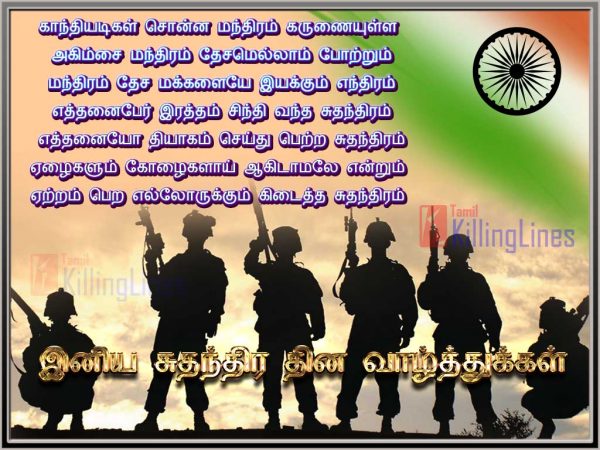 காந்தியடிகள் சொன்ன மந்திரம் கருணையுள்ள
அகிம்சை மந்திரம் தேசமெல்லாம் போற்றும்
மந்திரம் தேச மக்களையே இயக்கும் எந்திரம்
எத்தனைபேர் இரத்தம் சிந்தி வந்த சுதந்திரம்
எத்தனையோ தியாகம் செய்து பெற்ற சுதந்திரம்
ஏழைகளும் கோழைகளாய் ஆகிடாமலே என்றும்
ஏற்றம் பெற எல்லோருக்கும் கிடைத்த சுதந்திரம்
Tamil
KillingLines
Tamil
KillingLines
இனிய சுதந்திர தின வாழ்த்துக்கள்